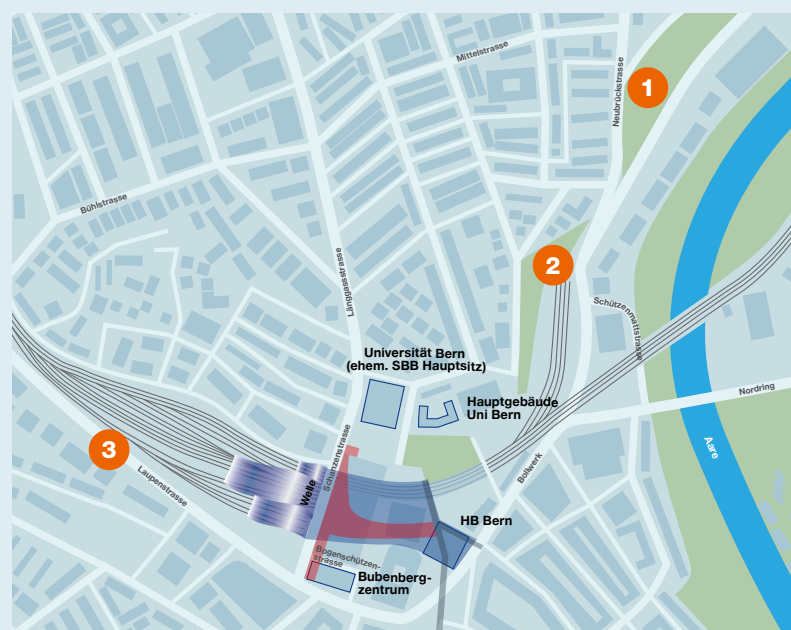 Mittelstrasse
Neubrückstrasse
1
Bühlstrasse
Länggassstrasse
2
Schützenmattstrasse
Universität Bern
(ehem. SBB Hauptsitz)
Nordring
Hauptgebäude
Uni Bern
Aare
3
Schanzenstrasse
Laupenstrasse
Welle
Bollwerk
HB Bern
Bogenschützen-
strasse
Bubenberg-
zentrum